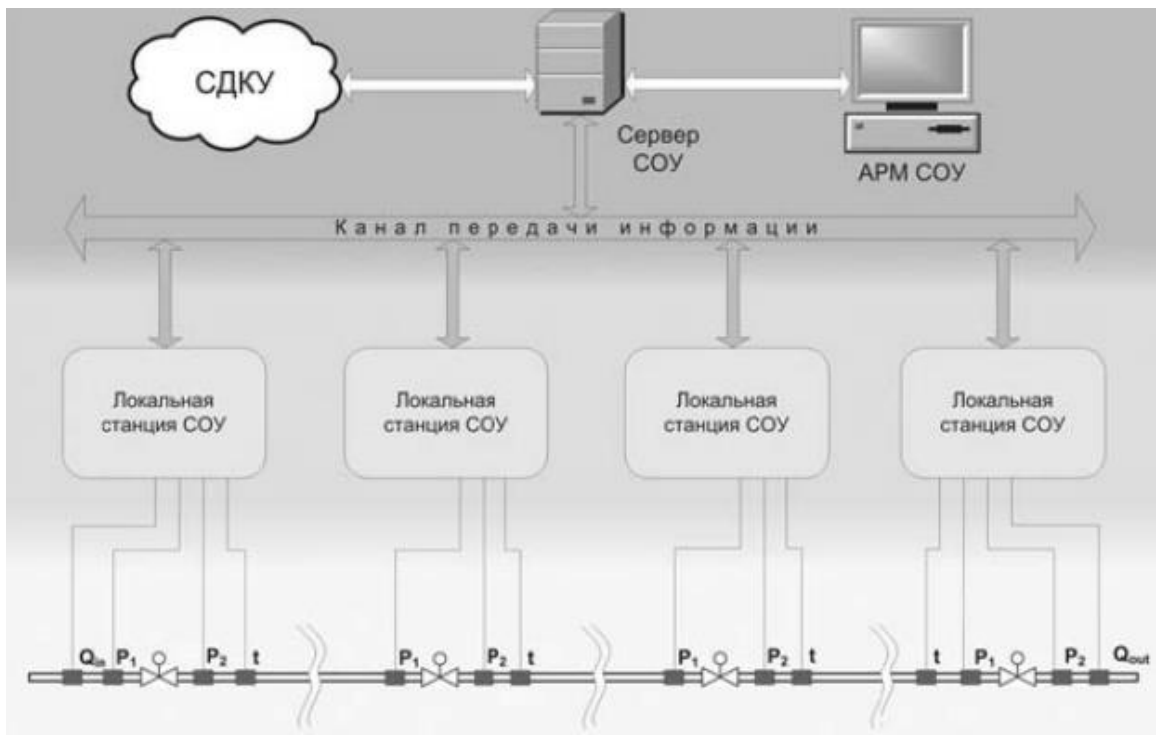 СДКУ
Сервер
СОУ
АРМ СОУ
Канал передачи информации
Локальная
станция СОУ
Локальная
станция СОУ
Локальная
станция СОУ
Локальная
станция СОУ
Qin P1 P2 t
P1 P2 t
P1 P2 t
t P1 P2 Qout